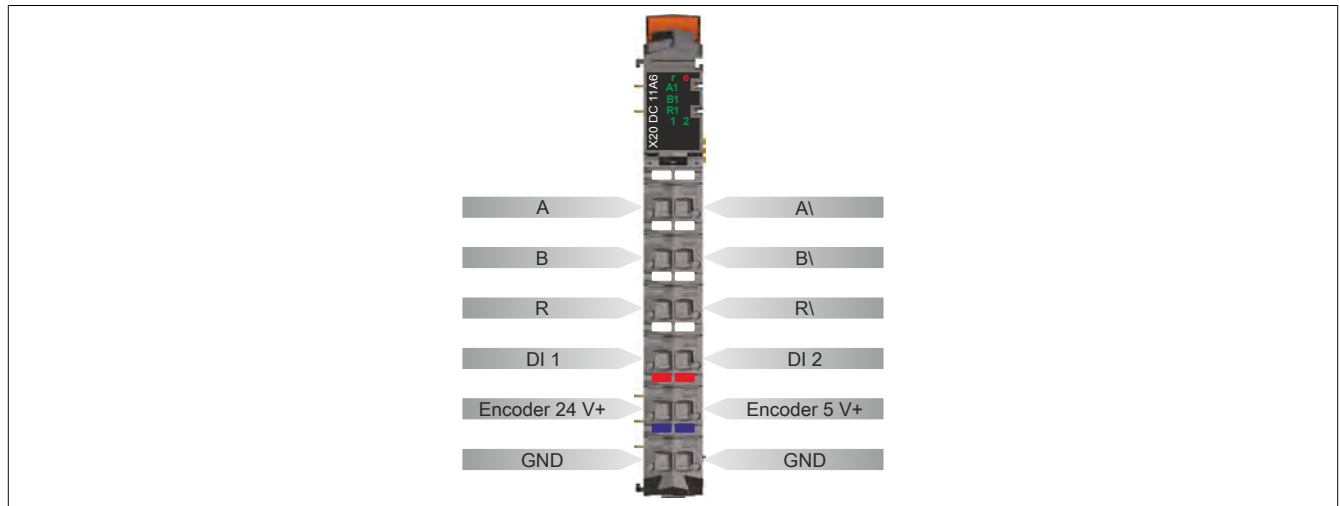 X20 DC 11A6
r e
A1
B1
R1
1 2
A A\
B B\
R R\
DI 1 DI 2
Encoder 24 V+ Encoder 5 V+
GND GND